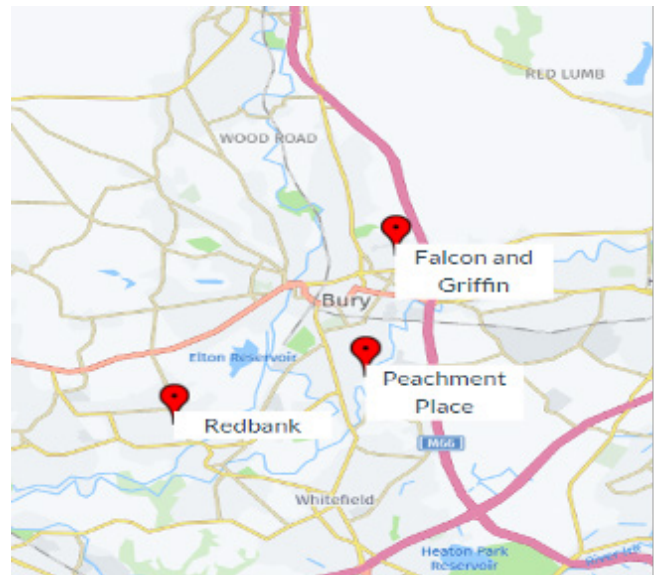 RED LUMB
WOOD ROAD
Falcon and
Griffin
Bury
Elton Reservoir
Peachment
Place
Redbank
M66
Whitefield
Heaton Park
Reservoir